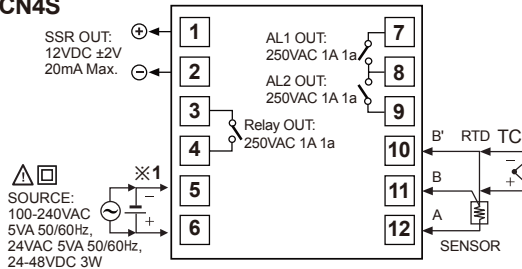 CN4S
SSR OUT:
12VDC ±2V
20mA Max.
1
2
3
4
5
6
7
8
9
10
11
12
AL1 OUT:
250VAC 1A 1a
AL2 OUT:
250VAC 1A 1a
Relay OUT:
250VAC 1A 1a
※1
SOURCE:
100-240VAC
5VA 50/60Hz,
24VAC 5VA 50/60Hz,
24-48VDC 3W
B' RTD TC
B
A
SENSOR